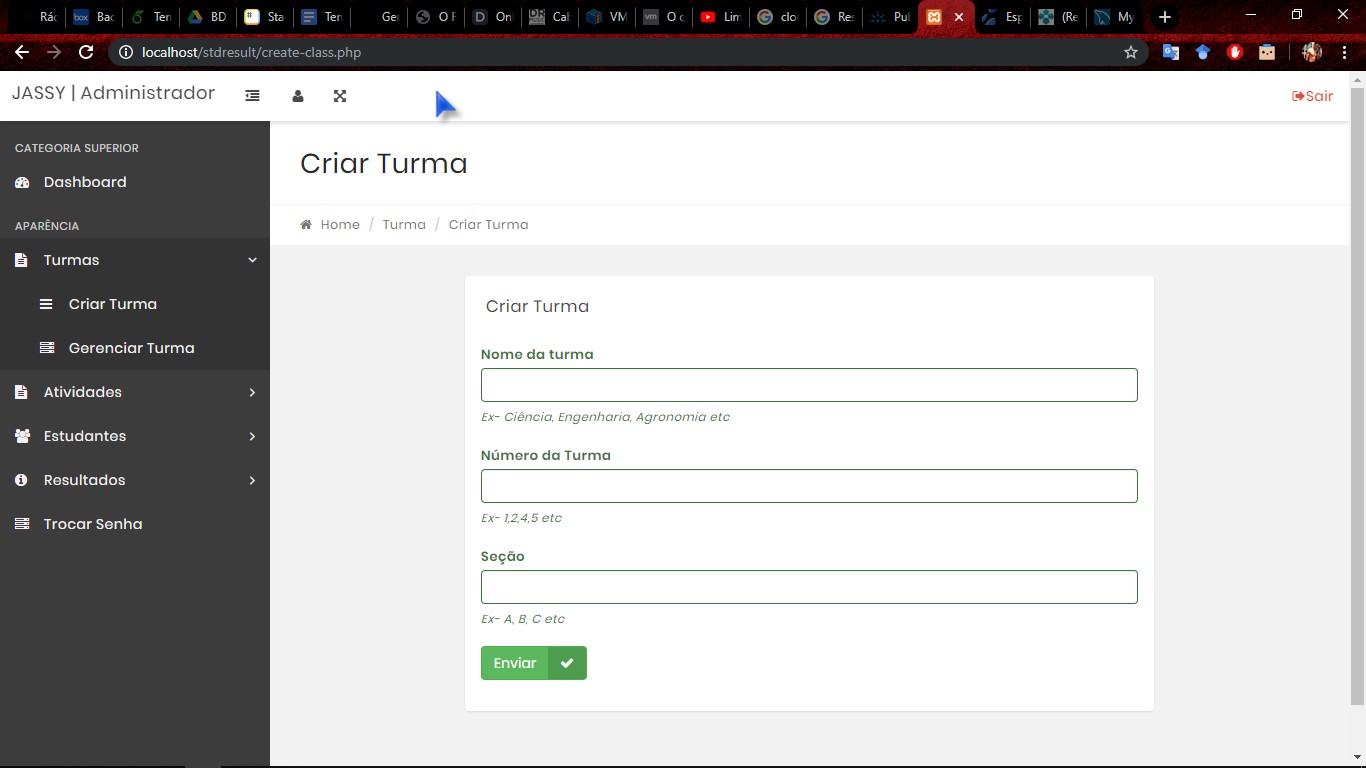 Rác Bac Ten BD Sta Ten Ger O F Onl Cal VM O c Lim clo Res Pul Esp (Re My
localhost/stdresult/create-class.php
JASSY | Administrador
Sair
CATEGORIA SUPERIOR
Dashboard
APARÊNCIA
Turmas
Criar Turma
Gerenciar Turma
Atividades
Estudantes
Resultados
Trocar Senha
Criar Turma
Home / Turma / Criar Turma
Criar Turma
Nome da turma
Ex- Ciência, Engenharia, Agronomia etc
Número da Turma
Ex- 1,2,4,5 etc
Seção
Ex- A, B, C etc
Enviar